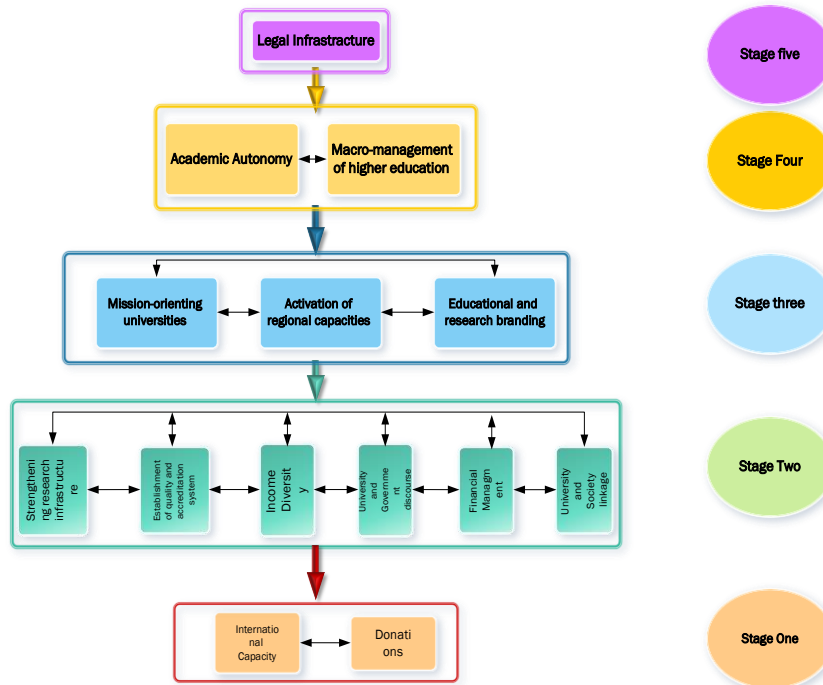 Legal Infrastracture
Stage five
Academic Autonomy
Macro-management
of higher education
Stage Four
Mission-orienting
universities
Activation of
regional capacities
Educational and
research branding
Stage three
Strengtheni
ng research
infrastructu
re
Establishment
of quality and
accreditation
system
Income
Diversit
y
University
and
Governme
nt
discourse
Financial
Managm
ent
University
and
Society
linkage
Stage Two
Internatio
nal
Capacity
Donati
ons
Stage One